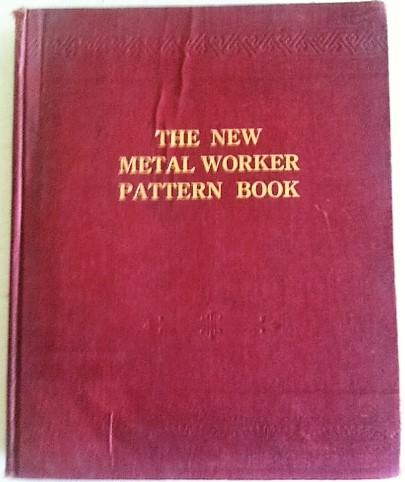 THE NEW
METAL WORKER
PATTERN BOOK